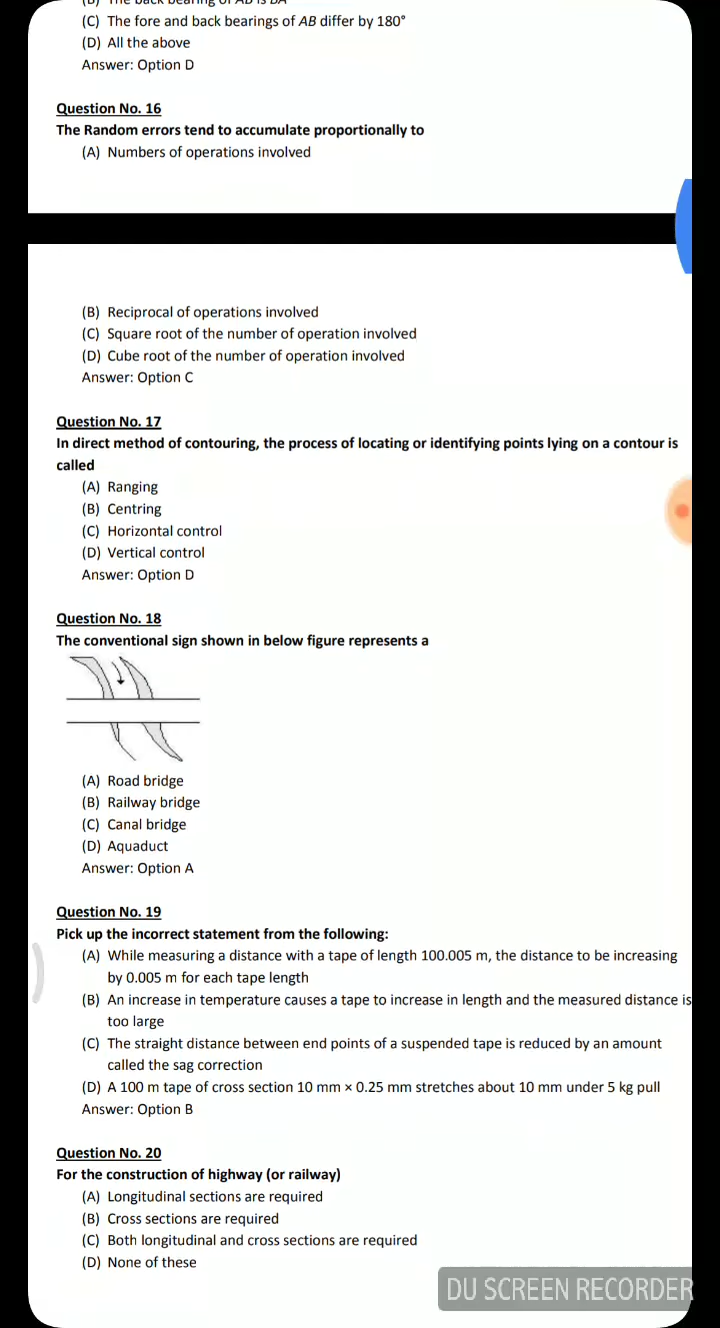 (B) The back bearing of AB is BA
(C) The fore and back bearings of AB differ by 180°
(D) All the above
Answer: Option D
Question No. 16
The Random errors tend to accumulate proportionally to
(A) Numbers of operations involved
(B) Reciprocal of operations involved
(C) Square root of the number of operation involved
(D) Cube root of the number of operation involved
Answer: Option C
Question No. 17
In direct method of contouring, the process of locating or identifying points lying on a contour is
called
(A) Ranging
(B) Centring
(C) Horizontal control
(D) Vertical control
Answer: Option D
Question No. 18
The conventional sign shown in below figure represents a
(A) Road bridge
(B) Railway bridge
(C) Canal bridge
(D) Aquaduct
Answer: Option A
Question No. 19
Pick up the incorrect statement from the following:
(A) While measuring a distance with a tape of length 100.005 m, the distance to be increasing
by 0.005 m for each tape length
(B) An increase in temperature causes a tape to increase in length and the measured distance is
too large
(C) The straight distance between end points of a suspended tape is reduced by an amount
called the sag correction
(D) A 100 m tape of cross section 10 mm × 0.25 mm stretches about 10 mm under 5 kg pull
Answer: Option B
Question No. 20
For the construction of highway (or railway)
(A) Longitudinal sections are required
(B) Cross sections are required
(C) Both longitudinal and cross sections are required
(D) None of these
DU SCREEN RECORDER